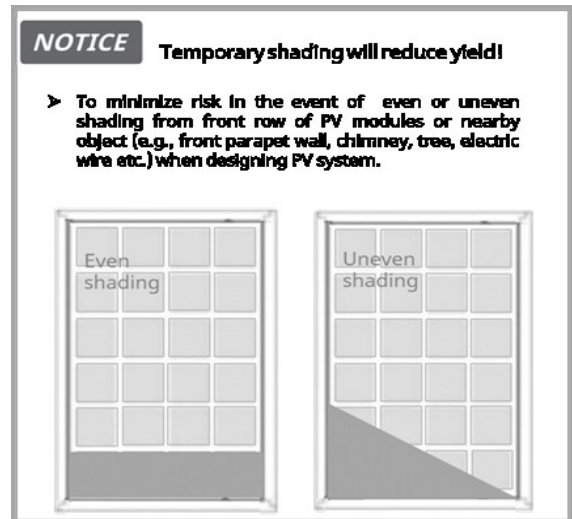 NOTICE Temporary shading will reduce yield!
➤ To minimize risk in the event of even or uneven
shading from front row of PV modules or nearby
object (e.g., front parapet wall, chimney, tree, electric
wire etc.) when designing PV system.
Even
shading
Uneven
shading